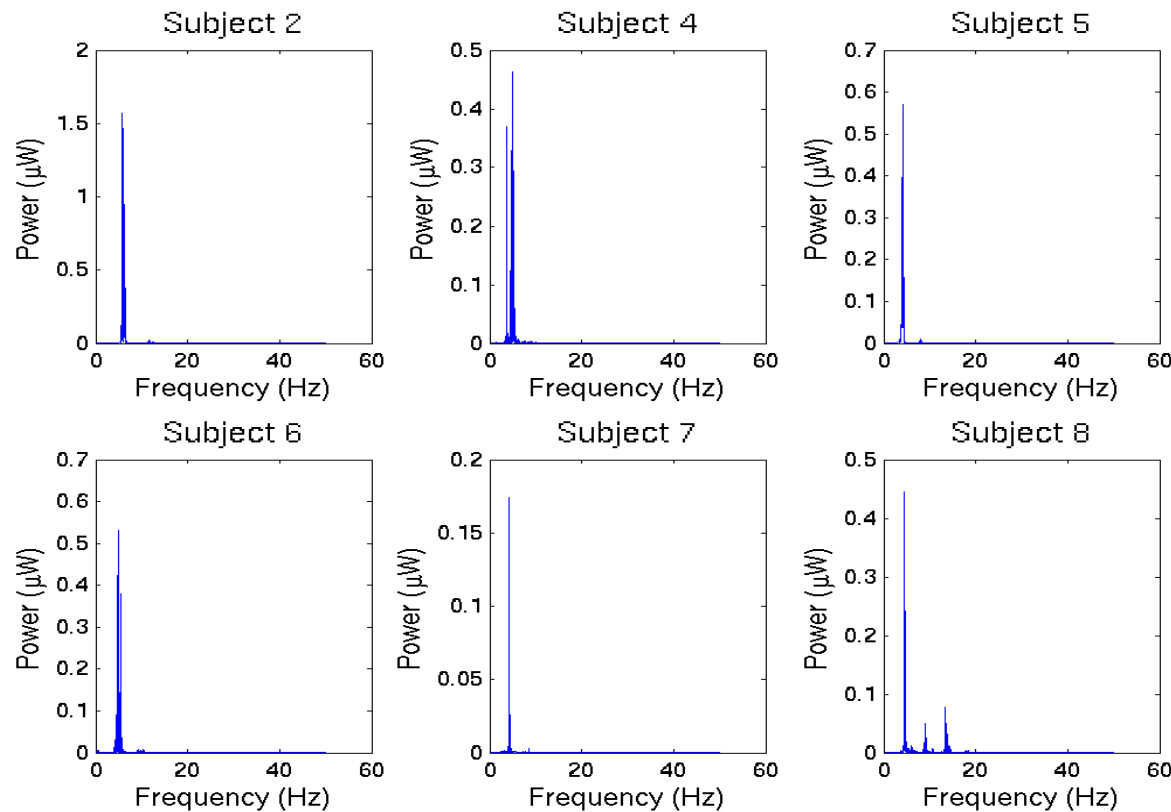 Subject 2
Subject 4
Subject 5
2
1.5
1
0.5
0
Power (μW)
0 20 40 60
Frequency (Hz)
0.5
0.4
0.3
0.2
0.1
0
Power (μW)
0 20 40 60
Frequency (Hz)
0.7
0.6
0.5
0.4
0.3
0.2
0.1
0
Power (μW)
0 20 40 60
Frequency (Hz)
Subject 6
Subject 7
Subject 8
0.7
0.6
0.5
0.4
0.3
0.2
0.1
0
Power (μW)
0 20 40 60
Frequency (Hz)
0.2
0.15
0.1
0.05
0
Power (μW)
0 20 40 60
Frequency (Hz)
0.5
0.4
0.3
0.2
0.1
0
Power (μW)
0 20 40 60
Frequency (Hz)